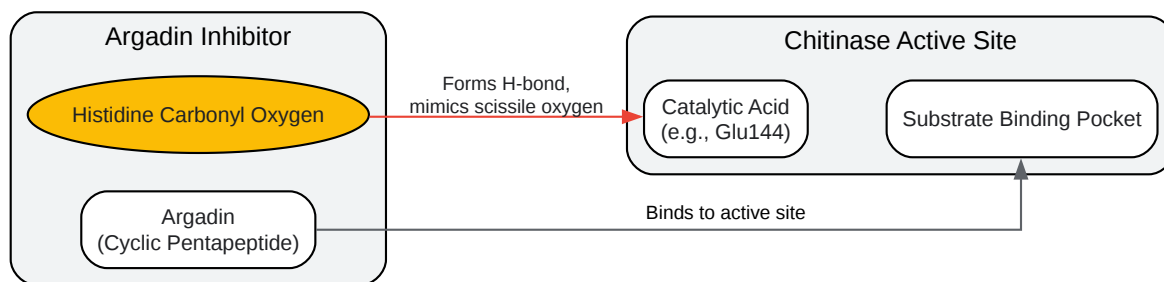 Argadin Inhibitor
Histidine Carbonyl Oxygen
Argadin
(Cyclic Pentapeptide)
Forms H-bond,
mimics scissile oxygen
Binds to active site
Chitinase Active Site
Catalytic Acid
(e.g., Glu144)
Substrate Binding Pocket